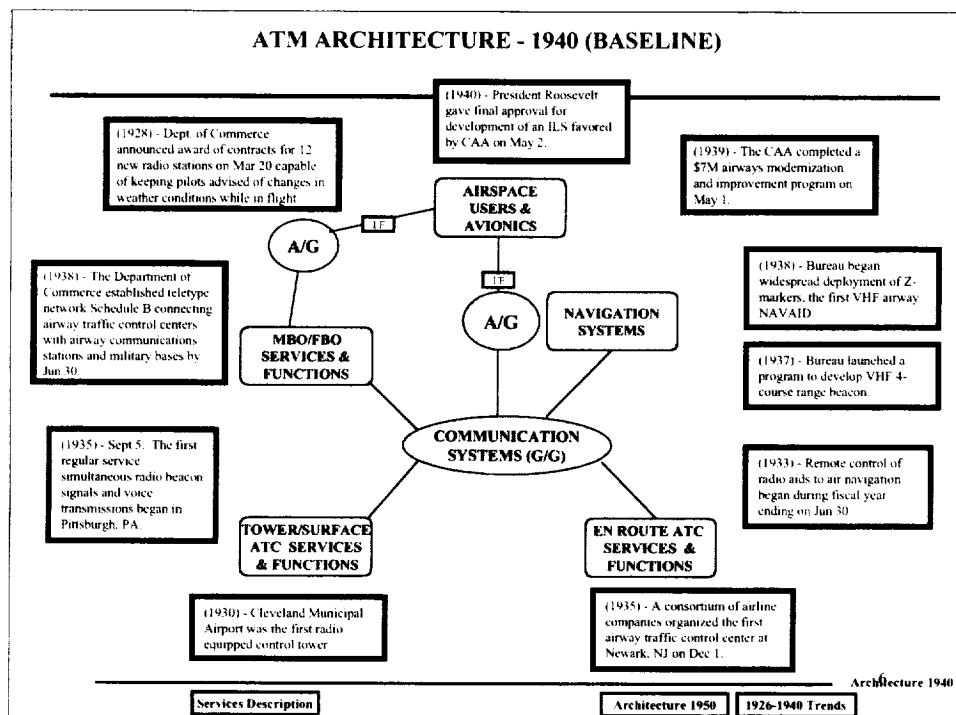 ATM ARCHITECTURE - 1940 (BASELINE)
(1940) - President Roosevelt
gave final approval for
development of an ILS favored
by CAA on May 2.
(1928) - Dept. of Commerce
announced award of contracts for 12
new radio stations on Mar 20 capable
of keeping pilots advised of changes in
weather conditions while in flight
(1939) - The CAA completed a
$7M airways modernization
and improvement program on
May 1.
AIRSPACE
USERS &
AVIONICS
1F
A/G
1F
A/G
(1938) - The Department of
Commerce established teletype
network Schedule B connecting
airway traffic control centers
with airway communications
stations and military bases by
Jun 30.
MBO/FBO
SERVICES &
FUNCTIONS
NAVIGATION
SYSTEMS
(1938) - Bureau began
widespread deployment of Z-
markers, the first VHF airway
NAVAID
(1937) - Bureau launched a
program to develop VHF 4-
course range beacon.
COMMUNICATION
SYSTEMS (G/G)
(1935) - Sept 5. The first
regular service
simultaneous radio beacon
signals and voice
transmissions began in
Pittsburgh, PA.
(1933) - Remote control of
radio aids to air navigation
began during fiscal year
ending on Jun 30
TOWER/SURFACE
ATC SERVICES
& FUNCTIONS
EN ROUTE ATC
SERVICES &
FUNCTIONS
(1930) - Cleveland Municipal
Airport was the first radio
equipped control tower
(1935) - A consortium of airline
companies organized the first
airway traffic control center at
Newark, NJ on Dec 1.
6
Architecture 1940
Services Description
Architecture 1950
1926-1940 Trends